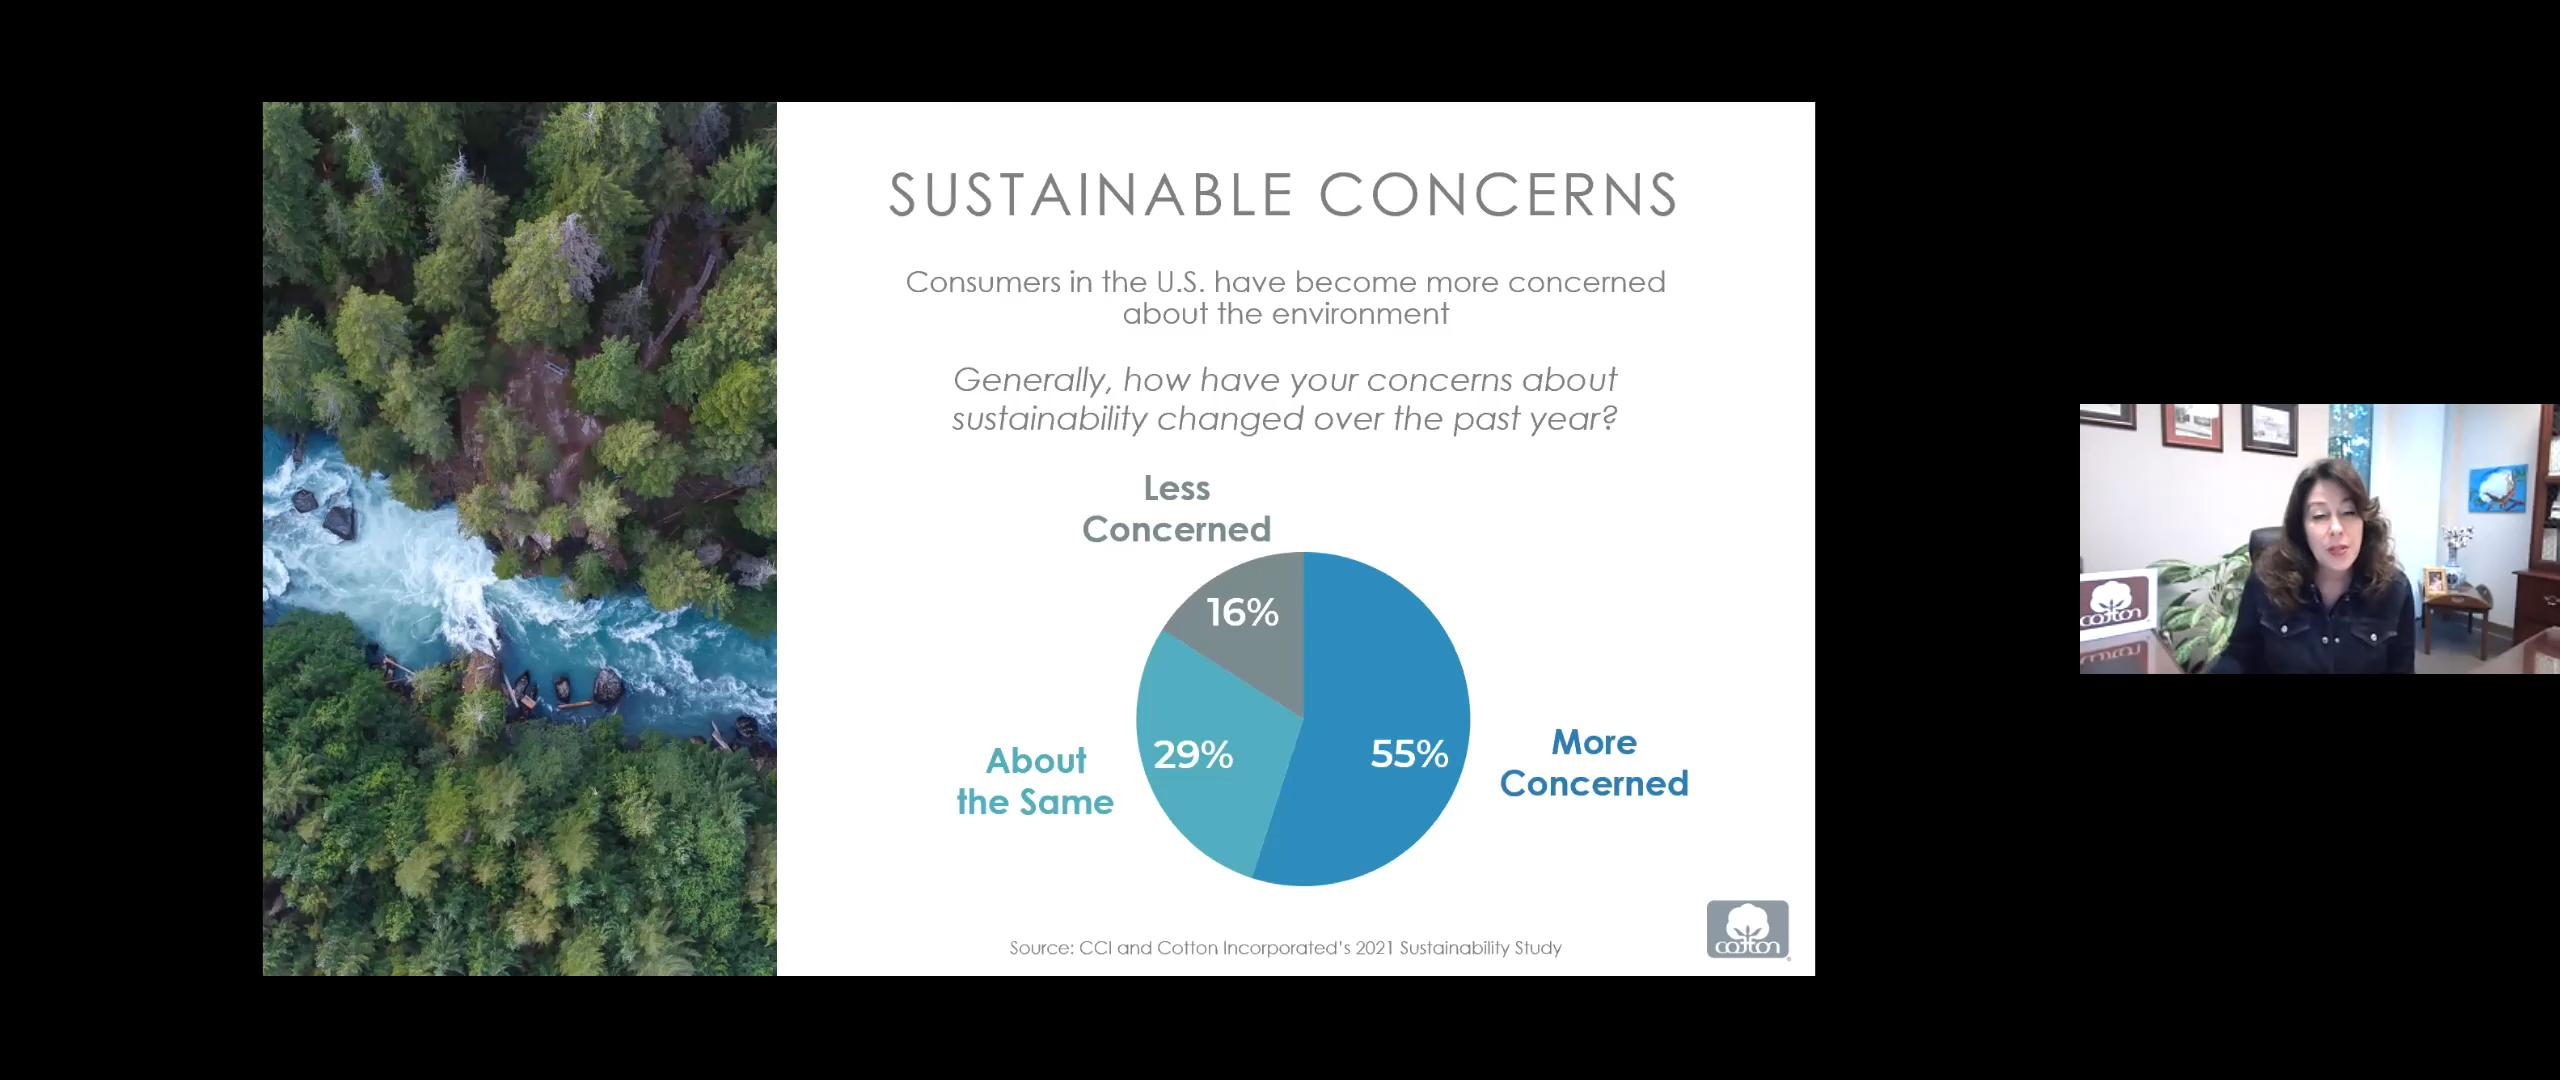 SUSTAINABLE CONCERNS
Consumers in the U.S. have become more concerned
about the environment
Generally, how have your concerns about
sustainability changed over the past year?
Less
Concerned
16%
29%
55%
About
the Same
More
Concerned
Source: CCI and Cotton Incorporated's 2021 Sustainability Study
cotton
cotton